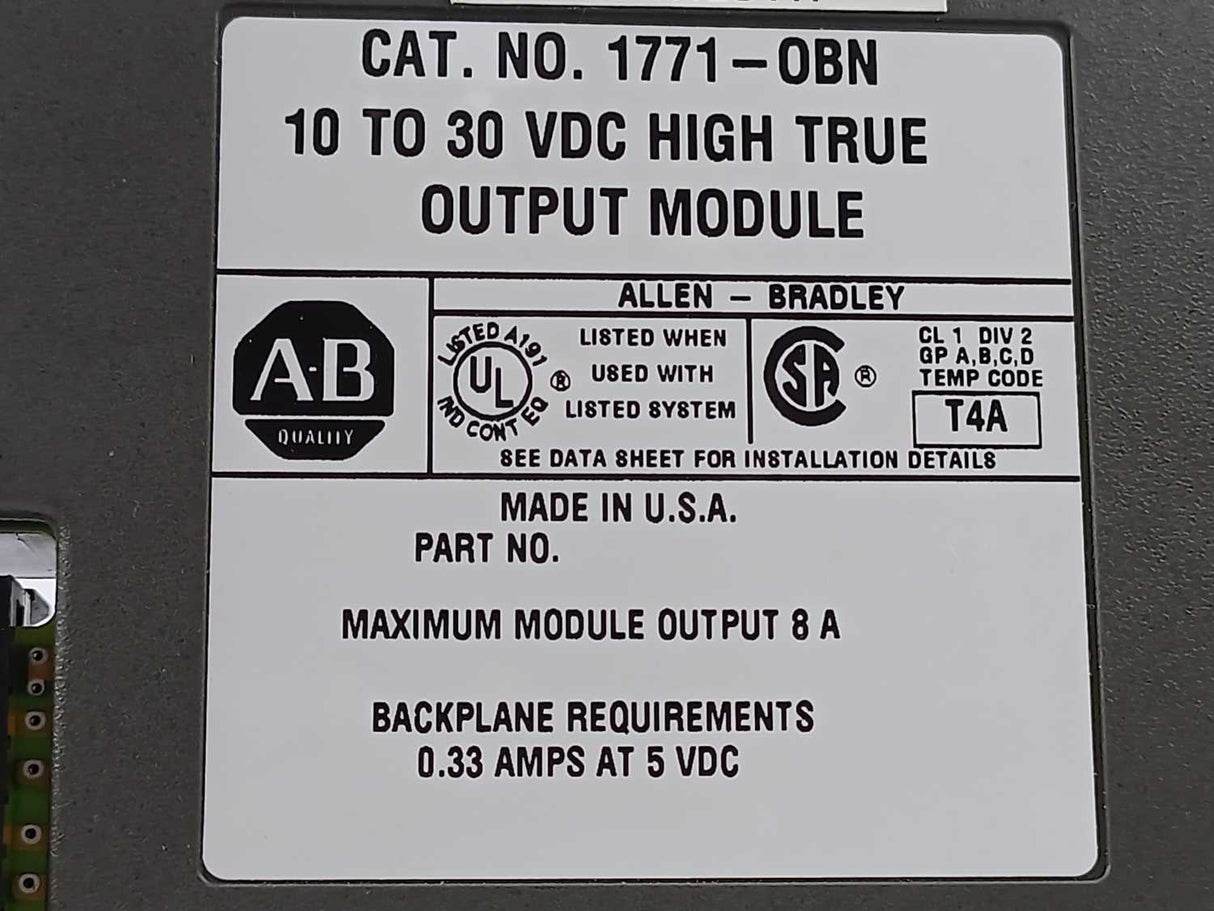 CAT. NO. 1771-OBN
10 TO 30 VDC HIGH TRUE
OUTPUT MODULE
ALLEN - BRADLEY
A-B
QUALITY
LISTED A191
UL
IND CONT EQ
®
LISTED WHEN
USED WITH
LISTED SYSTEM
SA ®
CL 1 DIV 2
GP A,B,C,D
TEMP CODE
T4A
SEE DATA SHEET FOR INSTALLATION DETAILS
MADE IN U.S.A.
PART NO.
MAXIMUM MODULE OUTPUT 8 A
BACKPLANE REQUIREMENTS
0.33 AMPS AT 5 VDC